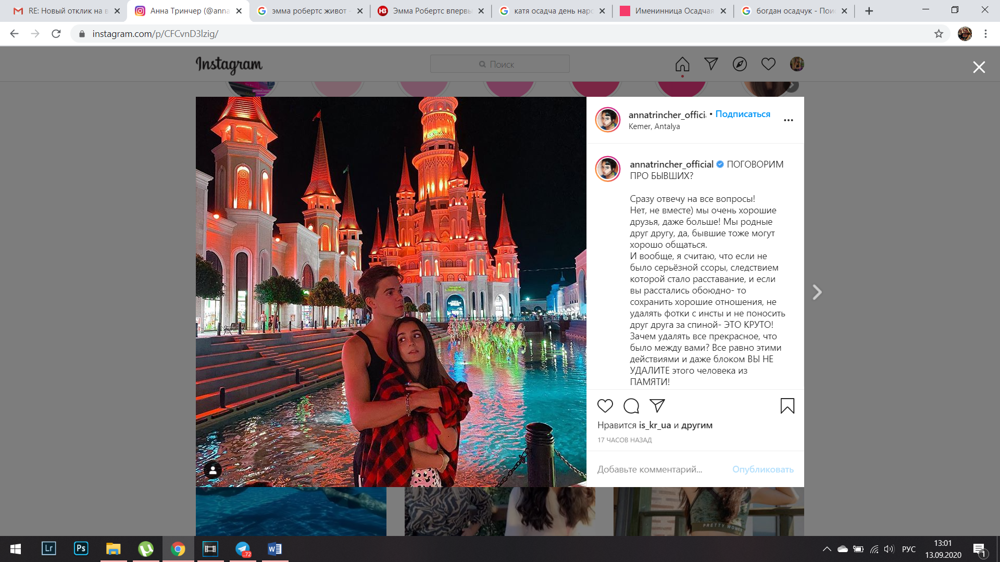 RE: Новый отклик на в
Анна Тринчер (@anna
эмма робертс живот -
Эмма Робертс впервы
катя осадча день наро
Именинница Осадчая
богдан осадчук - Пои
instagram.com/p/CFCvnD3lzig/
Instagram
Поиск
annatrincher_offici • Подписаться
Kemer, Antalya
annatrincher_official ПОГОВОРИМ
ПРО БЫВШИХ?
Сразу отвечу на все вопросы!
Нет, не вместе) мы очень хорошие
друзья, даже больше! Мы родные
друг другу, да, бывшие тоже могут
хорошо общаться.
И вообще, я считаю, что если не
было серьёзной ссоры, следствием
которой стало расставание, и если
вы расстались обоюдно- то
сохранить хорошие отношения, не
удалять фотки с инсты и не поносить
друг друга за спиной- ЭТО КРУТО!
Зачем удалять все прекрасное, что
было между вами? Все равно этими
действиями и даже блоком ВЫ НЕ
УДАЛИТЕ этого человека из
ПАМЯТИ!
Нравится is_kr_ua и другим
17 ЧАСОВ НАЗАД
Добавьте комментарий... Опубликовать
PRETTY WOMEN
Lr
Ps
..72
РУС
13:01
13.09.2020
1